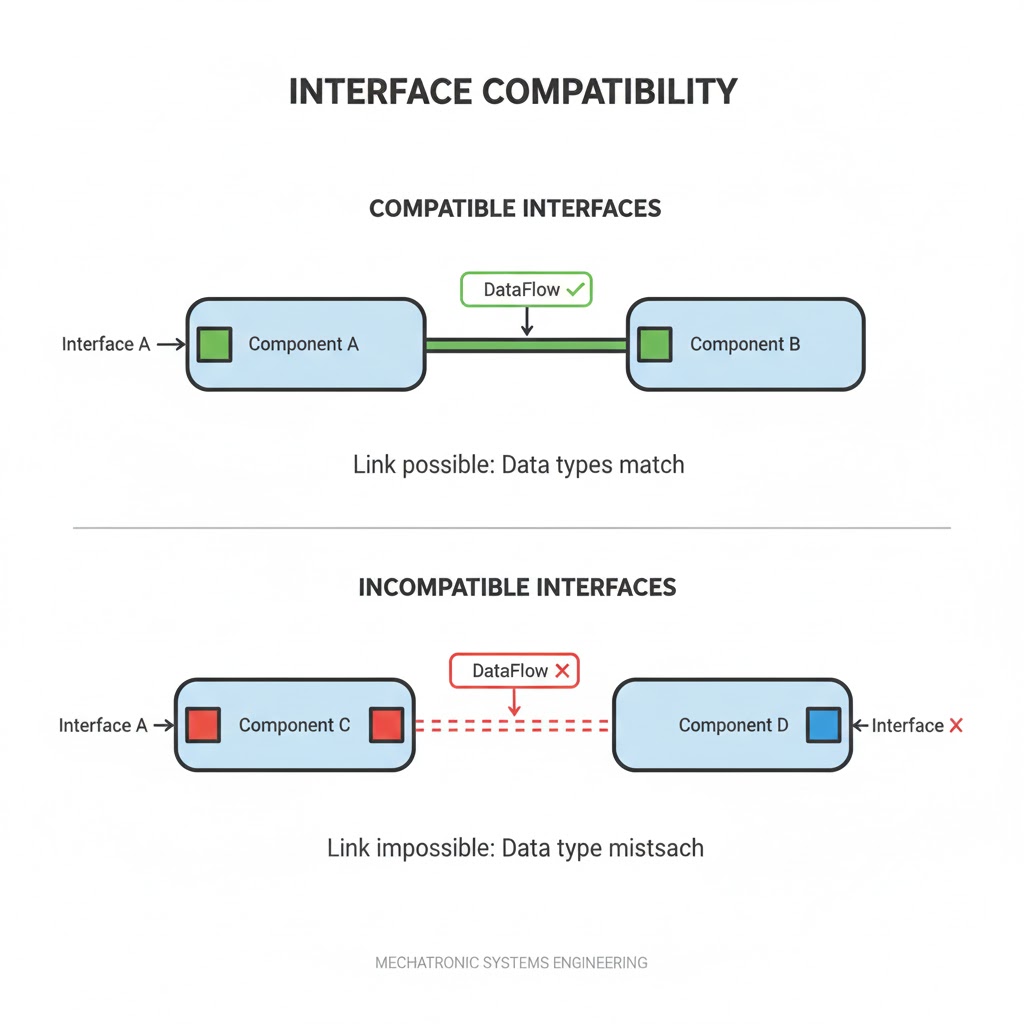 INTERFACE COMPATIBILITY
COMPATIBLE INTERFACES
DataFlow ✓
Interface A
Component A
Component B
Link possible: Data types match
INCOMPATIBLE INTERFACES
DataFlow ✕
Interface A
Component C
Component D
Interface ✕
Link impossible: Data type mistsach
MECHATRONIC SYSTEMS ENGINEERING